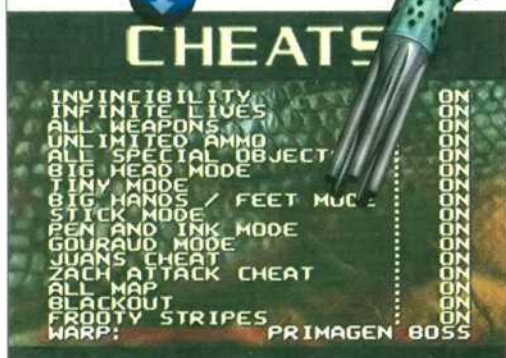 CHEATS
INVINCIBILITY ON
INFINITE LIVES ON
ALL WEAPONS ON
UNLIMITED AMMO ON
ALL SPECIAL OBJECT ON
BIG HEAD MODE ON
TINY MODE ON
BIG HANDS / FEET MODE ON
STICK MODE ON
PEN AND INK MODE ON
GOURAUD MODE ON
JUANS CHEAT ON
ZACH ATTACK CHEAT ON
ALL MAP ON
BLACKOUT ON
FROOTY STRIPES ON
WARP: PRIMAGEN BOSS